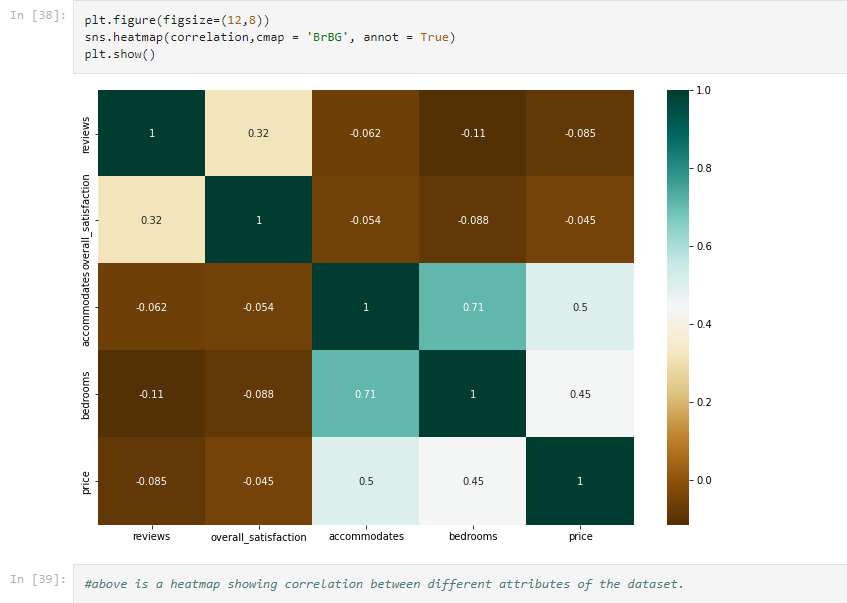 In [38]:
plt.figure(figsize=(12,8))
sns.heatmap(correlation,cmap = 'BrBG', annot = True)
plt.show()
reviews 1 0.32 -0.062 -0.11 -0.085
overall_satisfaction 0.32 1 -0.054 -0.088 -0.045
accommodates -0.062 -0.054 1 0.71 0.5
bedrooms -0.11 -0.088 0.71 1 0.45
price -0.085 -0.045 0.5 0.45 1
reviews overall_satisfaction accommodates bedrooms price
1.0
0.8
0.6
0.4
0.2
0.0
In [39]:
#above is a heatmap showing correlation between different attributes of the dataset.